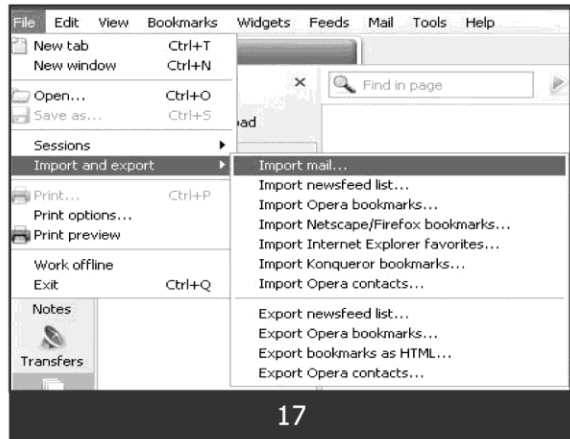 File Edit View Bookmarks Widgets Feeds Mail Tools Help
New tab Ctrl+T
New window Ctrl+N
Open... Ctrl+O
Save as... Ctrl+S
Sessions
Import and export
Print... Ctrl+P
Print options...
Print preview
Work offline
Exit Ctrl+Q
Find in page
ad
Import mail...
Import newsfeed list...
Import Opera bookmarks...
Import Netscape/Firefox bookmarks...
Import Internet Explorer favorites...
Import Konqueror bookmarks...
Import Opera contacts...
Export newsfeed list...
Export Opera bookmarks...
Export bookmarks as HTML...
Export Opera contacts...
Notes
Transfers
17